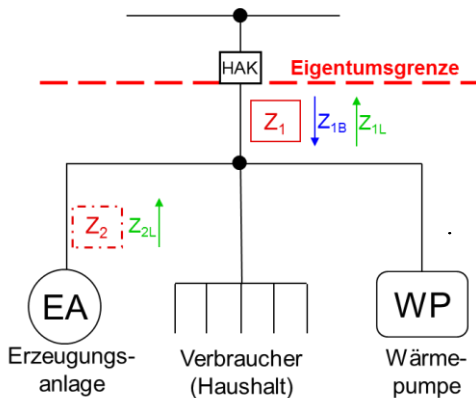 HAK
Eigentumsgrenze
Z1 Z1B Z1L
Z2 Z2L
EA
WP
Erzeugungs-
anlage
Verbraucher
(Haushalt)
Wärme-
pumpe